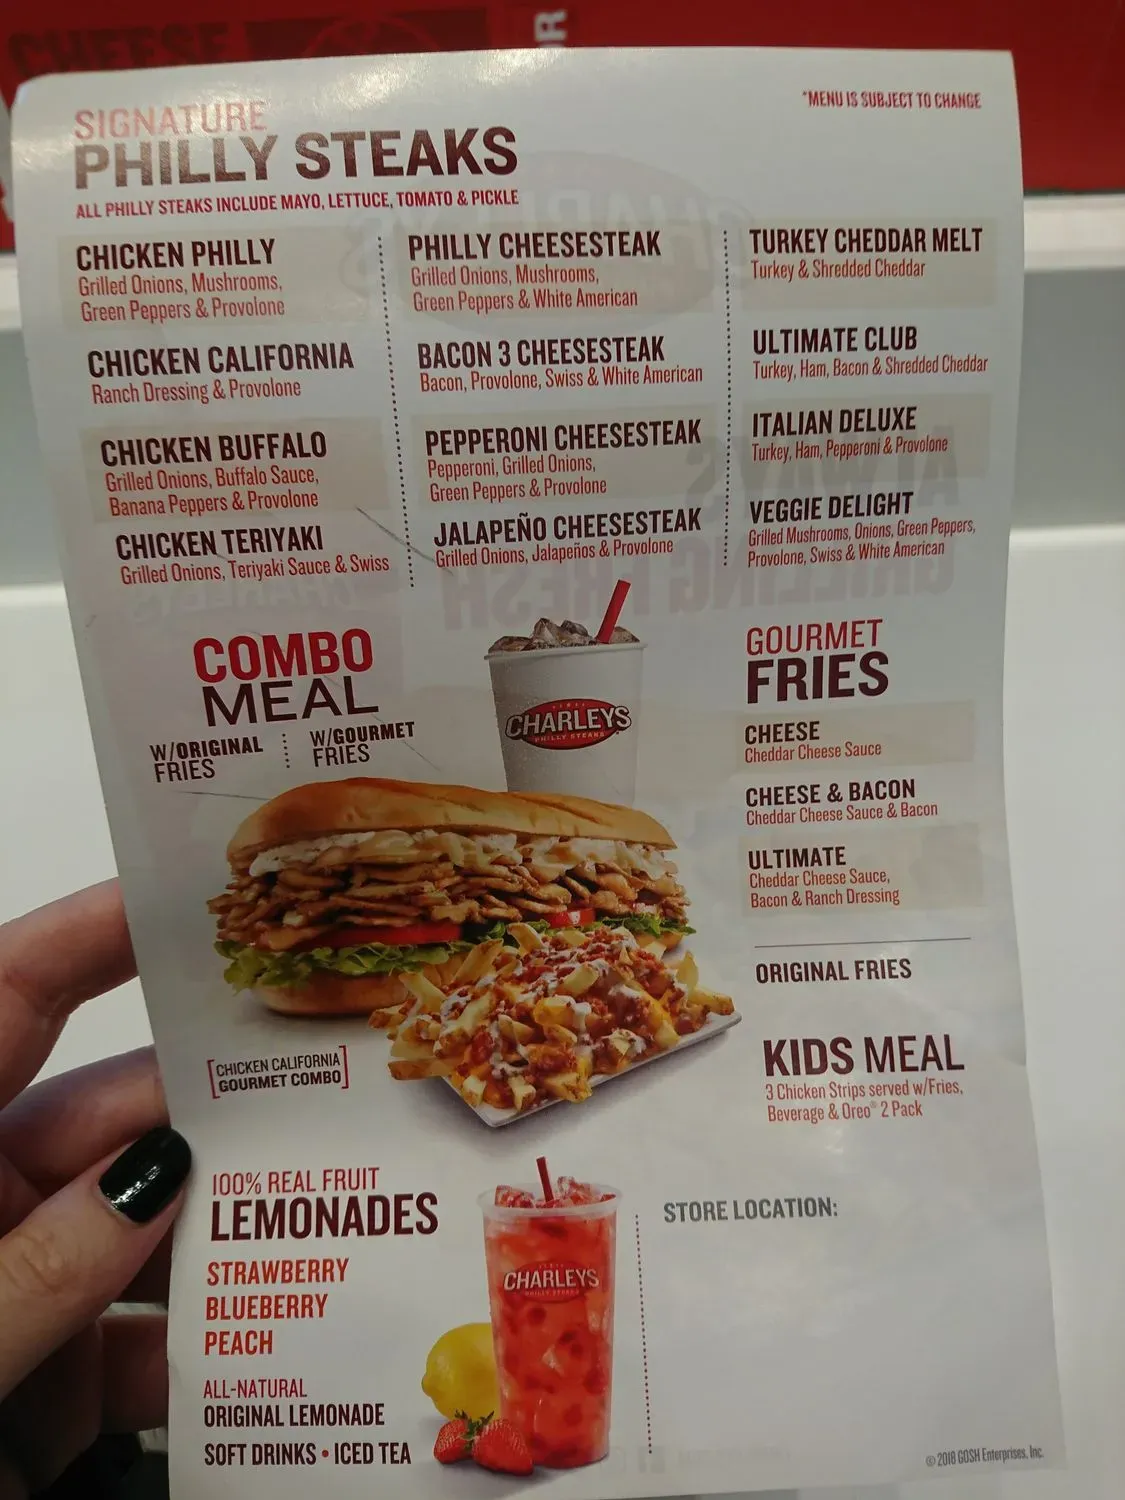 CHEESE
R
*MENU IS SUBJECT TO CHANGE
SIGNATURE
PHILLY STEAKS
ALL PHILLY STEAKS INCLUDE MAYO, LETTUCE, TOMATO & PICKLE
CHICKEN PHILLY
Grilled Onions, Mushrooms,
Green Peppers & Provolone
CHICKEN CALIFORNIA
Ranch Dressing & Provolone
CHICKEN BUFFALO
Grilled Onions, Buffalo Sauce,
Banana Peppers & Provolone
CHICKEN TERIYAKI
Grilled Onions, Teriyaki Sauce & Swiss
PHILLY CHEESESTEAK
Grilled Onions, Mushrooms,
Green Peppers & White American
BACON 3 CHEESESTEAK
Bacon, Provolone, Swiss & White American
PEPPERONI CHEESESTEAK
Pepperoni, Grilled Onions,
Green Peppers & Provolone
JALAPEÑO CHEESESTEAK
Grilled Onions, Jalapeños & Provolone
TURKEY CHEDDAR MELT
Turkey & Shredded Cheddar
ULTIMATE CLUB
Turkey, Ham, Bacon & Shredded Cheddar
ITALIAN DELUXE
Turkey, Ham, Pepperoni & Provolone
VEGGIE DELIGHT
Grilled Mushrooms, Onions, Green Peppers,
Provolone, Swiss & White American
COMBO
MEAL
W/ORIGINAL
FRIES
W/GOURMET
FRIES
CHARLEYS
PHILLY STEAKS
[CHICKEN CALIFORNIA
GOURMET COMBO]
GOURMET
FRIES
CHEESE
Cheddar Cheese Sauce
CHEESE & BACON
Cheddar Cheese Sauce & Bacon
ULTIMATE
Cheddar Cheese Sauce,
Bacon & Ranch Dressing
ORIGINAL FRIES
KIDS MEAL
3 Chicken Strips served w/Fries,
Beverage & Oreo® 2 Pack
100% REAL FRUIT
LEMONADES
STRAWBERRY
BLUEBERRY
PEACH
ALL-NATURAL
ORIGINAL LEMONADE
SOFT DRINKS • ICED TEA
CHARLEYS
PHILLY STEAKS
STORE LOCATION:
© 2018 GOSH Enterprises, Inc.